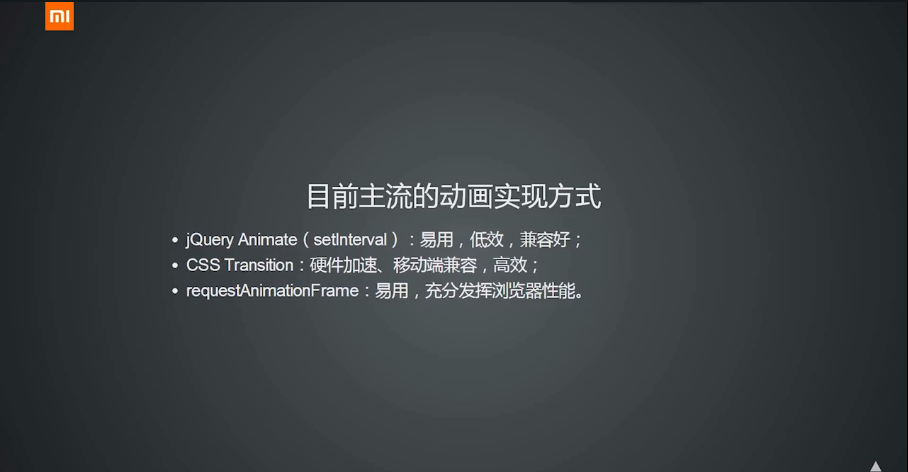 mi
目前主流的动画实现方式
• jQuery Animate（setInterval）：易用，低效，兼容好；
• CSS Transition：硬件加速、移动端兼容，高效；
• requestAnimationFrame：易用，充分发挥浏览器性能。